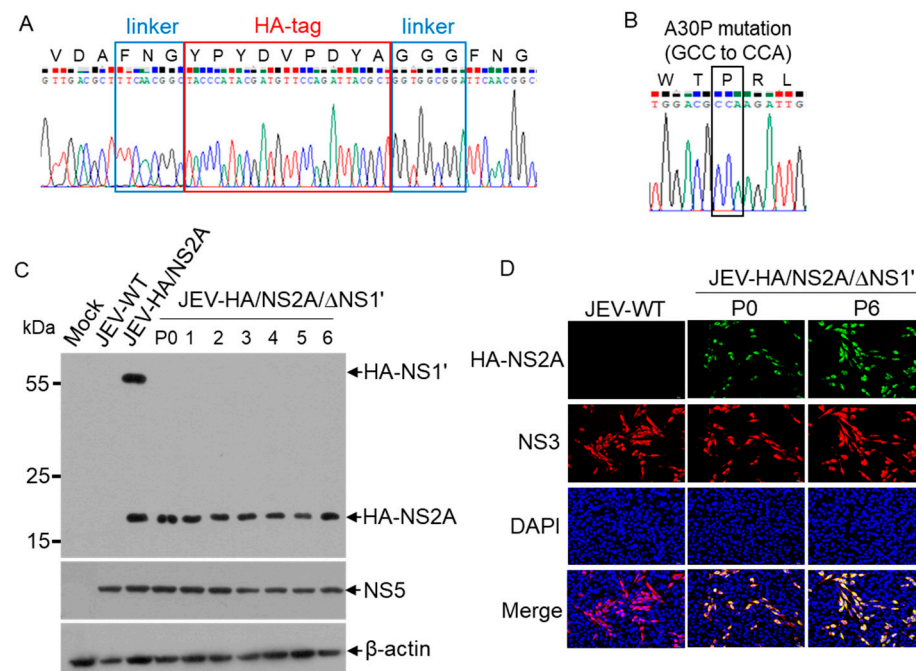 A
linker HA-tag linker
V D A F N G Y P Y D V P D Y A G G G F N G
GTTGACGCTTTCAACGGCTACCCATACGATGTTCCAGATTACGCTGGTGGCGGATTCAACGGC
B
A30P mutation
(GCC to CCA)
W T P R L
TGGACGCCAAGATTG
C
kDa
Mock
JEV-WT
JEV-HA/NS2A
JEV-HA/NS2A/ΔNS1'
P0 1 2 3 4 5 6
55
HA-NS1'
25
HA-NS2A
15
NS5
β-actin
D
JEV-HA/NS2A/ΔNS1'
JEV-WT P0 P6
HA-NS2A
NS3
DAPI
Merge